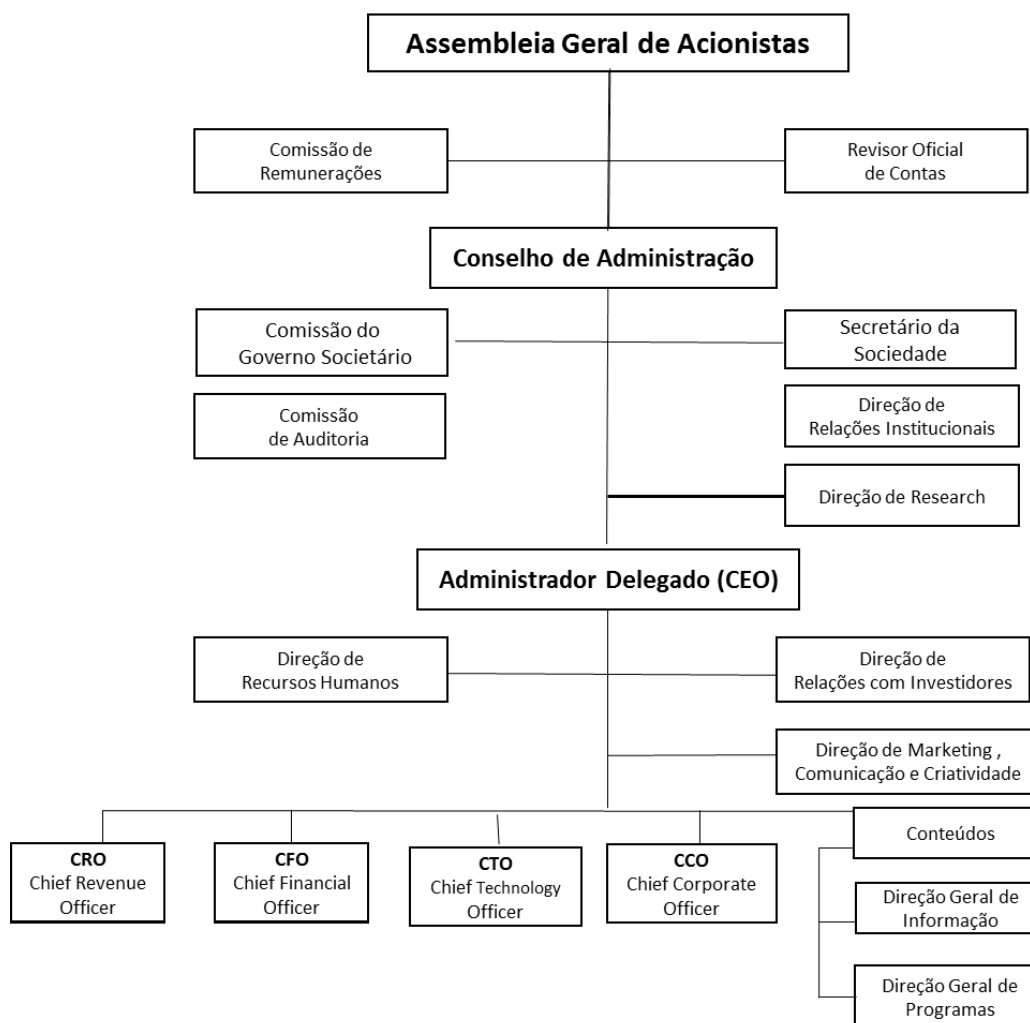 Assembleia Geral de Acionistas
Comissão de
Remunerações
Revisor Oficial
de Contas
Conselho de Administração
Comissão do
Governo Societário
Secretário da
Sociedade
Comissão
de Auditoria
Direção de
Relações Institucionais
Direção de Research
Administrador Delegado (CEO)
Direção de
Recursos Humanos
Direção de
Relações com Investidores
Direção de Marketing ,
Comunicação e Criatividade
CRO
Chief Revenue
Officer
CFO
Chief Financial
Officer
CTO
Chief Technology
Officer
CCO
Chief Corporate
Officer
Conteúdos
Direção Geral de
Informação
Direção Geral de
Programas